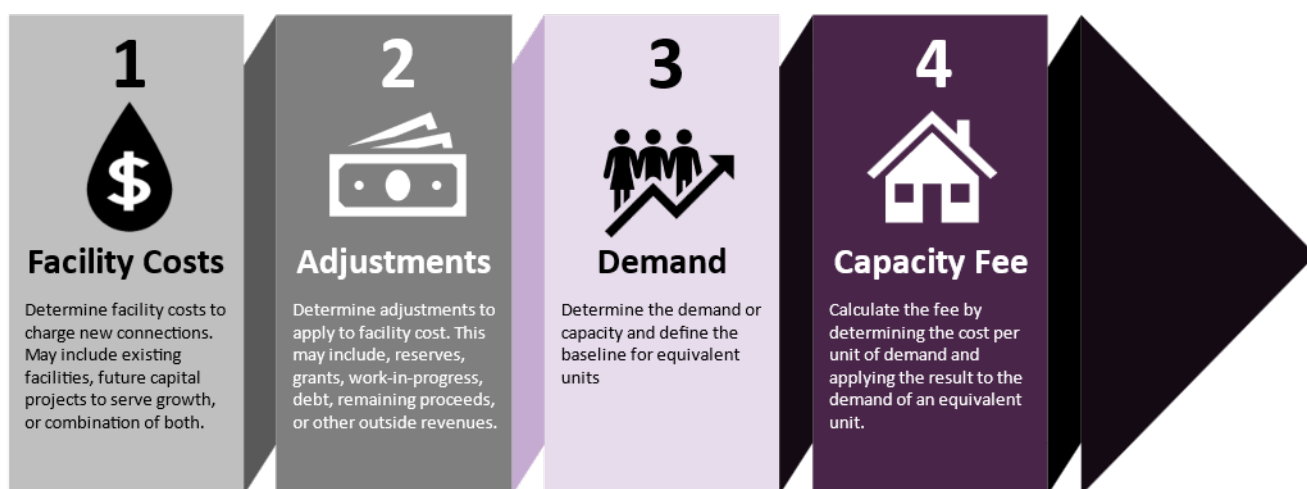 1
Facility Costs
Determine facility costs to
charge new connections.
May include existing
facilities, future capital
projects to serve growth,
or combination of both.
2
Adjustments
Determine adjustments to
apply to facility cost. This
may include, reserves,
grants, work-in-progress,
debt, remaining proceeds,
or other outside revenues.
3
Demand
Determine the demand or
capacity and define the
baseline for equivalent
units
4
Capacity Fee
Calculate the fee by
determining the cost per
unit of demand and
applying the result to the
demand of an equivalent
unit.